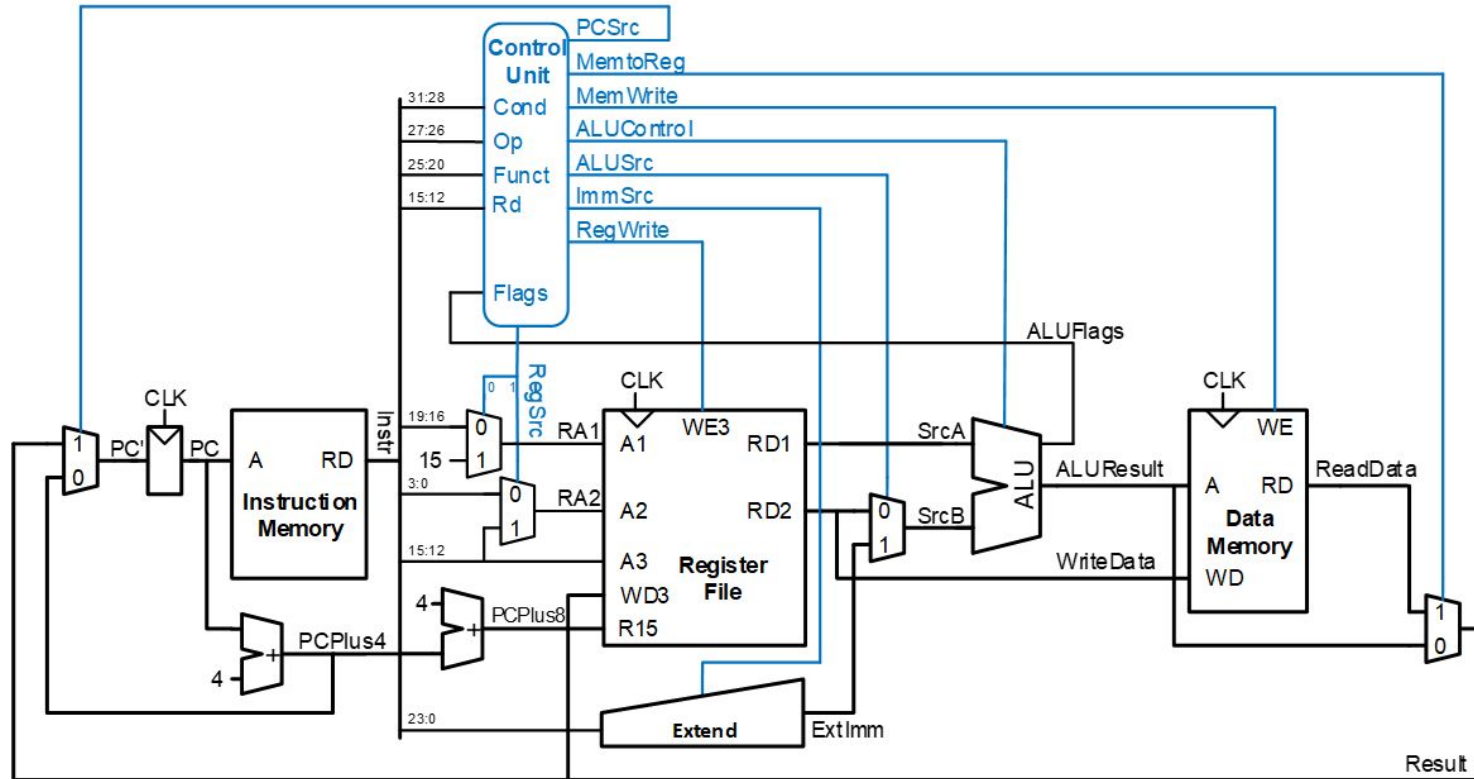 PCSrc
Control
Unit
MemtoReg
MemWrite
ALUControl
ALUSrc
ImmSrc
RegWrite
31:28
Cond
27:26
Op
25:20
Funct
15:12
Rd
Flags
ALUFlags
0 1
RegSrc
CLK
CLK
CLK
Instr
19:16
0
RA1
A1
WE3
RD1
SrcA
ALU
WE
1
PC'
PC
A
RD
15
1
ALUResult
A
RD
ReadData
0
Instruction
Memory
3:0
0
RA2
A2
RD2
0
SrcB
Data
Memory
1
1
15:12
A3
Register
File
WriteData
WD
4
WD3
1
PCPlus4
+
PCPlus8
R15
0
+
4
23:0
Extend
ExtImm
Result